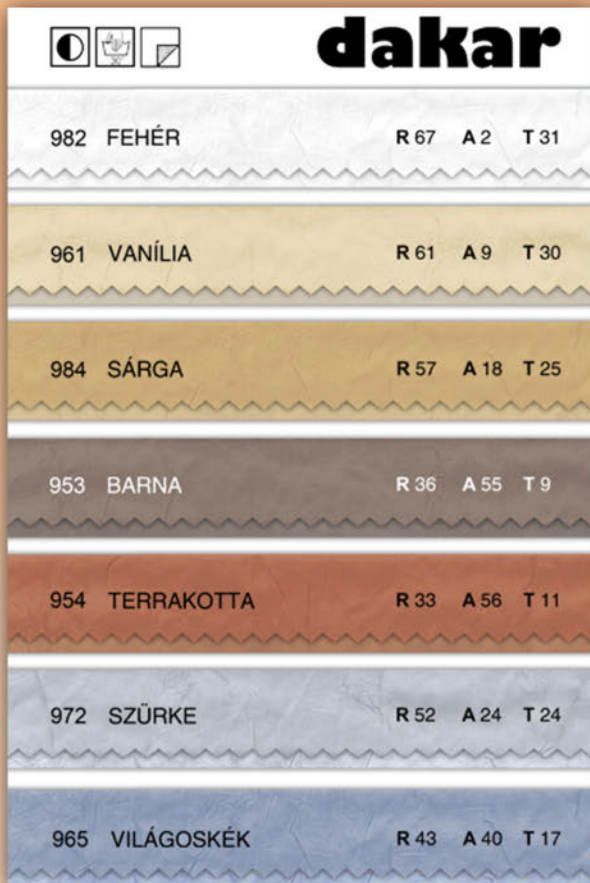 dakar
982 FEHÉR R 67 A 2 T 31
961 VANÍLIA R 61 A 9 T 30
984 SÁRGA R 57 A 18 T 25
953 BARNA R 36 A 55 T 9
954 TERRAKOTTA R 33 A 56 T 11
972 SZÜRKE R 52 A 24 T 24
965 VILÁGOSKÉK R 43 A 40 T 17